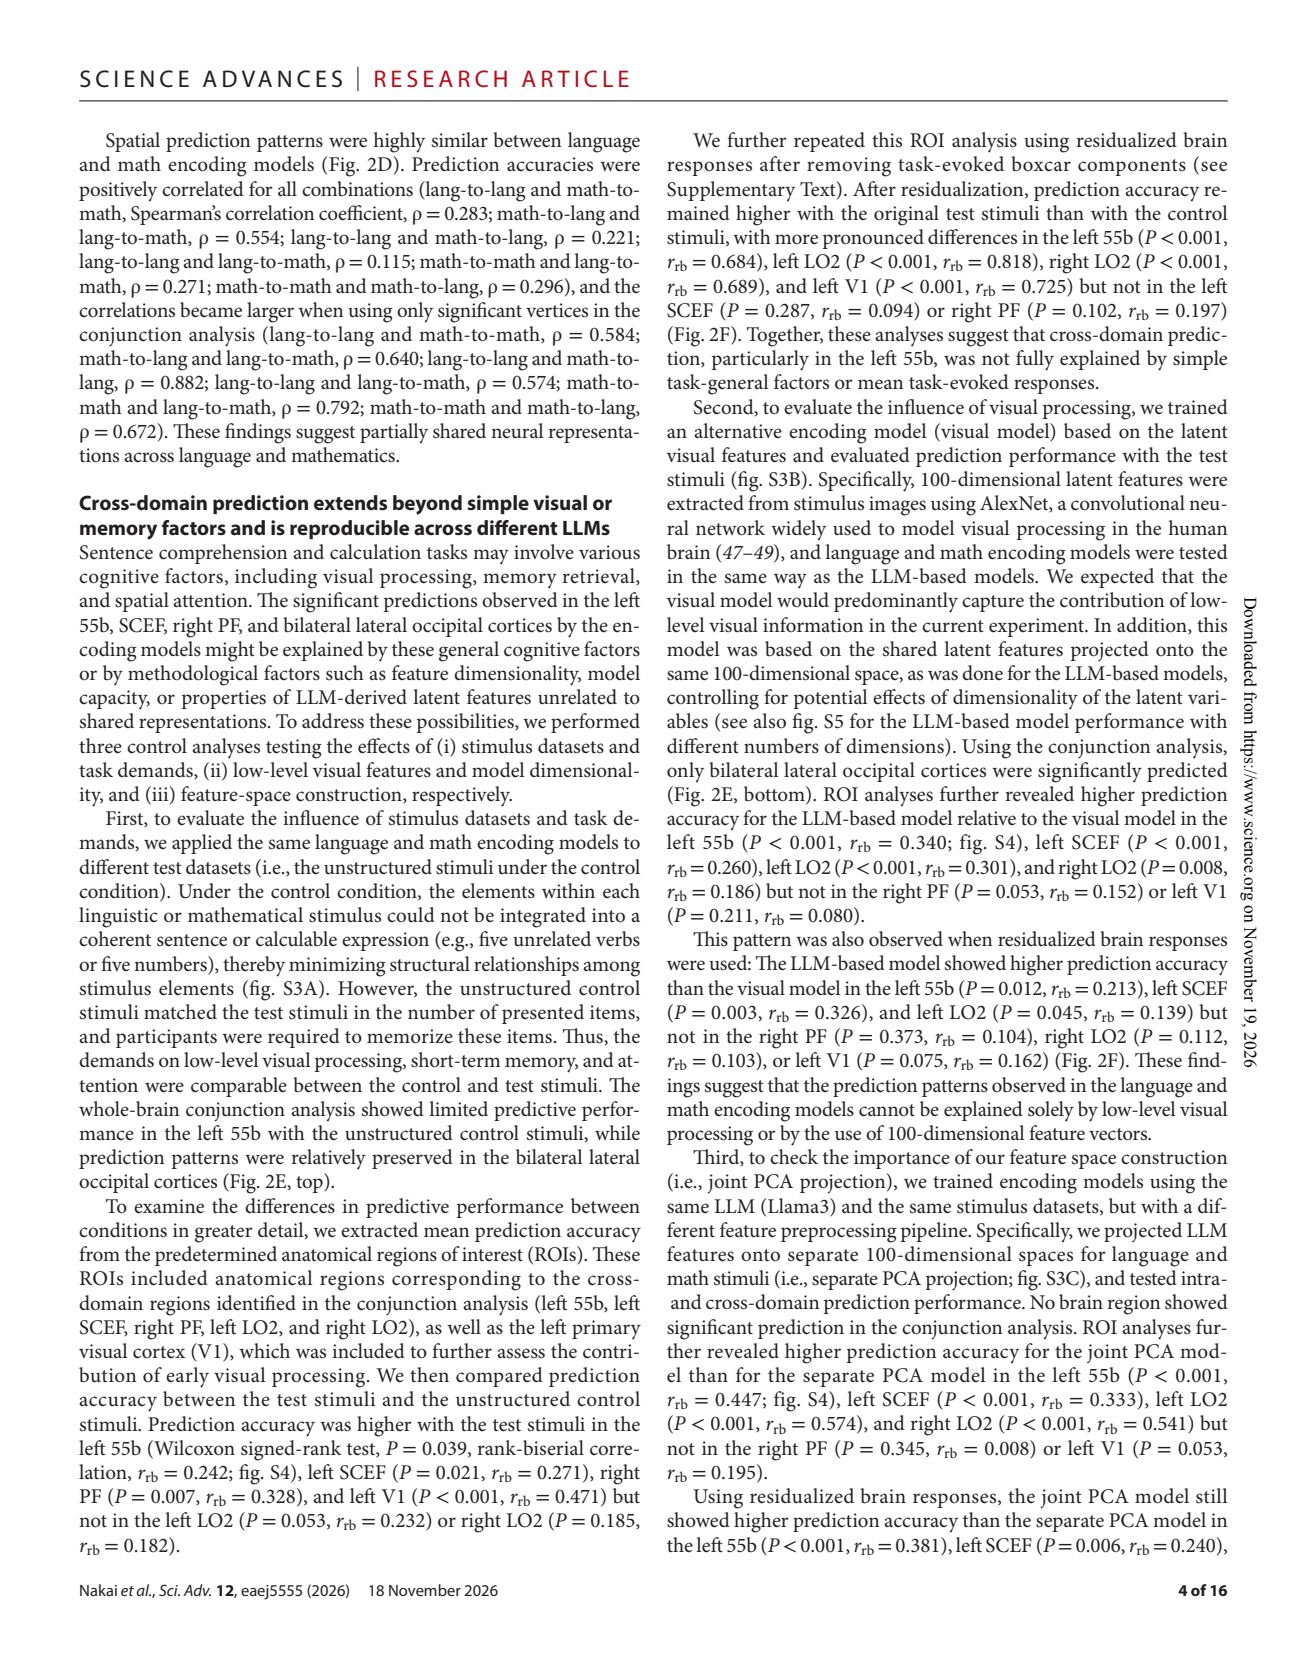 SCIENCE ADVANCES | RESEARCH ARTICLE
Spatial prediction patterns were highly similar between language
and math encoding models (Fig. 2D). Prediction accuracies were
positively correlated for all combinations (lang-to-lang and math-to-
math, Spearman's correlation coefficient, ρ = 0.283; math-to-lang and
lang-to-math, ρ = 0.554; lang-to-lang and math-to-lang, ρ = 0.221;
lang-to-lang and lang-to-math, ρ = 0.115; math-to-math and lang-to-
math, ρ = 0.271; math-to-math and math-to-lang, ρ = 0.296), and the
correlations became larger when using only significant vertices in the
conjunction analysis (lang-to-lang and math-to-math, ρ = 0.584;
math-to-lang and lang-to-math, ρ = 0.640; lang-to-lang and math-to-
lang, ρ = 0.882; lang-to-lang and lang-to-math, ρ = 0.574; math-to-
math and lang-to-math, ρ = 0.792; math-to-math and math-to-lang,
ρ = 0.672). These findings suggest partially shared neural representa-
tions across language and mathematics.
Cross-domain prediction extends beyond simple visual or
memory factors and is reproducible across different LLMs
Sentence comprehension and calculation tasks may involve various
cognitive factors, including visual processing, memory retrieval,
and spatial attention. The significant predictions observed in the left
55b, SCEF, right PF, and bilateral lateral occipital cortices by the en-
coding models might be explained by these general cognitive factors
or by methodological factors such as feature dimensionality, model
capacity, or properties of LLM-derived latent features unrelated to
shared representations. To address these possibilities, we performed
three control analyses testing the effects of (i) stimulus datasets and
task demands, (ii) low-level visual features and model dimensional-
ity, and (iii) feature-space construction, respectively.
First, to evaluate the influence of stimulus datasets and task de-
mands, we applied the same language and math encoding models to
different test datasets (i.e., the unstructured stimuli under the control
condition). Under the control condition, the elements within each
linguistic or mathematical stimulus could not be integrated into a
coherent sentence or calculable expression (e.g., five unrelated verbs
or five numbers), thereby minimizing structural relationships among
stimulus elements (fig. S3A). However, the unstructured control
stimuli matched the test stimuli in the number of presented items,
and participants were required to memorize these items. Thus, the
demands on low-level visual processing, short-term memory, and at-
tention were comparable between the control and test stimuli. The
whole-brain conjunction analysis showed limited predictive perfor-
mance in the left 55b with the unstructured control stimuli, while
prediction patterns were relatively preserved in the bilateral lateral
occipital cortices (Fig. 2E, top).
To examine the differences in predictive performance between
conditions in greater detail, we extracted mean prediction accuracy
from the predetermined anatomical regions of interest (ROIs). These
ROIs included anatomical regions corresponding to the cross-
domain regions identified in the conjunction analysis (left 55b, left
SCEF, right PF, left LO2, and right LO2), as well as the left primary
visual cortex (V1), which was included to further assess the contri-
bution of early visual processing. We then compared prediction
accuracy between the test stimuli and the unstructured control
stimuli. Prediction accuracy was higher with the test stimuli in the
left 55b (Wilcoxon signed-rank test, P = 0.039, rank-biserial corre-
lation, rrb = 0.242; fig. S4), left SCEF (P = 0.021, rrb = 0.271), right
PF (P = 0.007, rrb = 0.328), and left V1 (P < 0.001, rrb = 0.471) but
not in the left LO2 (P = 0.053, rrb = 0.232) or right LO2 (P = 0.185,
rrb = 0.182).
We further repeated this ROI analysis using residualized brain
responses after removing task-evoked boxcar components (see
Supplementary Text). After residualization, prediction accuracy re-
mained higher with the original test stimuli than with the control
stimuli, with more pronounced differences in the left 55b (P < 0.001,
rrb = 0.684), left LO2 (P < 0.001, rrb = 0.818), right LO2 (P < 0.001,
rrb = 0.689), and left V1 (P < 0.001, rrb = 0.725) but not in the left
SCEF (P = 0.287, rrb = 0.094) or right PF (P = 0.102, rrb = 0.197)
(Fig. 2F). Together, these analyses suggest that cross-domain predic-
tion, particularly in the left 55b, was not fully explained by simple
task-general factors or mean task-evoked responses.
Second, to evaluate the influence of visual processing, we trained
an alternative encoding model (visual model) based on the latent
visual features and evaluated prediction performance with the test
stimuli (fig. S3B). Specifically, 100-dimensional latent features were
extracted from stimulus images using AlexNet, a convolutional neu-
ral network widely used to model visual processing in the human
brain (47–49), and language and math encoding models were tested
in the same way as the LLM-based models. We expected that the
visual model would predominantly capture the contribution of low-
level visual information in the current experiment. In addition, this
model was based on the shared latent features projected onto the
same 100-dimensional space, as was done for the LLM-based models,
controlling for potential effects of dimensionality of the latent vari-
ables (see also fig. S5 for the LLM-based model performance with
different numbers of dimensions). Using the conjunction analysis,
only bilateral lateral occipital cortices were significantly predicted
(Fig. 2E, bottom). ROI analyses further revealed higher prediction
accuracy for the LLM-based model relative to the visual model in the
left 55b (P < 0.001, rrb = 0.340; fig. S4), left SCEF (P < 0.001,
rrb = 0.260), left LO2 (P < 0.001, rrb = 0.301), and right LO2 (P = 0.008,
rrb = 0.186) but not in the right PF (P = 0.053, rrb = 0.152) or left V1
(P = 0.211, rrb = 0.080).
This pattern was also observed when residualized brain responses
were used: The LLM-based model showed higher prediction accuracy
than the visual model in the left 55b (P = 0.012, rrb = 0.213), left SCEF
(P = 0.003, rrb = 0.326), and left LO2 (P = 0.045, rrb = 0.139) but
not in the right PF (P = 0.373, rrb = 0.104), right LO2 (P = 0.112,
rrb = 0.103), or left V1 (P = 0.075, rrb = 0.162) (Fig. 2F). These find-
ings suggest that the prediction patterns observed in the language and
math encoding models cannot be explained solely by low-level visual
processing or by the use of 100-dimensional feature vectors.
Third, to check the importance of our feature space construction
(i.e., joint PCA projection), we trained encoding models using the
same LLM (Llama3) and the same stimulus datasets, but with a dif-
ferent feature preprocessing pipeline. Specifically, we projected LLM
features onto separate 100-dimensional spaces for language and
math stimuli (i.e., separate PCA projection; fig. S3C), and tested intra-
and cross-domain prediction performance. No brain region showed
significant prediction in the conjunction analysis. ROI analyses fur-
ther revealed higher prediction accuracy for the joint PCA mod-
el than for the separate PCA model in the left 55b (P < 0.001,
rrb = 0.447; fig. S4), left SCEF (P < 0.001, rrb = 0.333), left LO2
(P < 0.001, rrb = 0.574), and right LO2 (P < 0.001, rrb = 0.541) but
not in the right PF (P = 0.345, rrb = 0.008) or left V1 (P = 0.053,
rrb = 0.195).
Using residualized brain responses, the joint PCA model still
showed higher prediction accuracy than the separate PCA model in
the left 55b (P < 0.001, rrb = 0.381), left SCEF (P = 0.006, rrb = 0.240),
Downloaded from https://www.science.org on November 19, 2026
Nakai et al., Sci. Adv. 12, eaej5555 (2026) 18 November 2026
4 of 16